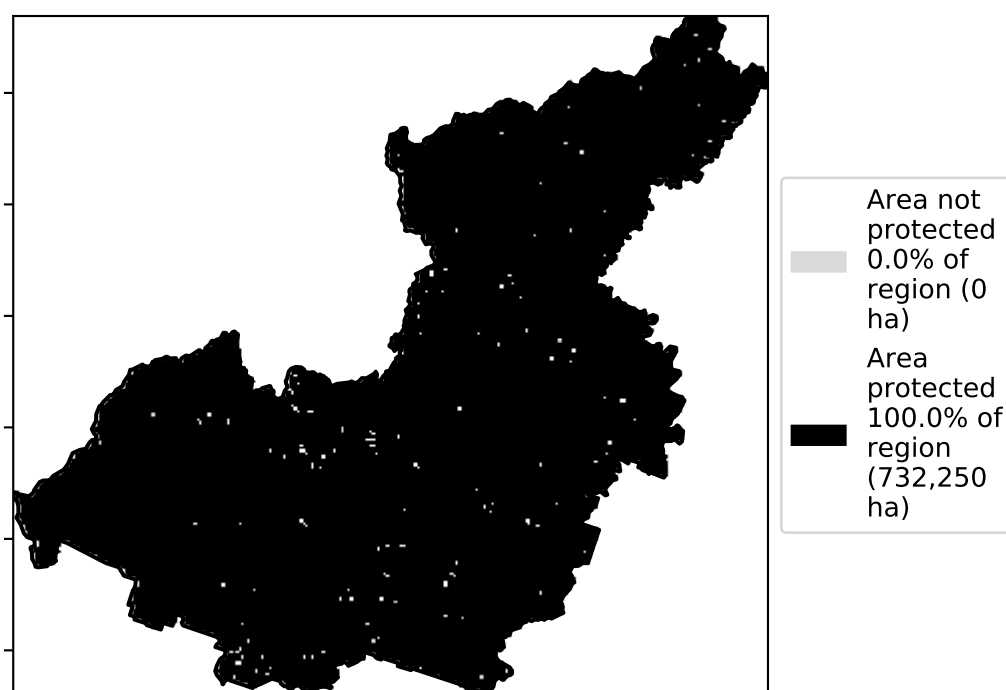 Area not
protected
0.0% of
region (0
ha)
Area
protected
100.0% of
region
(732,250
ha)